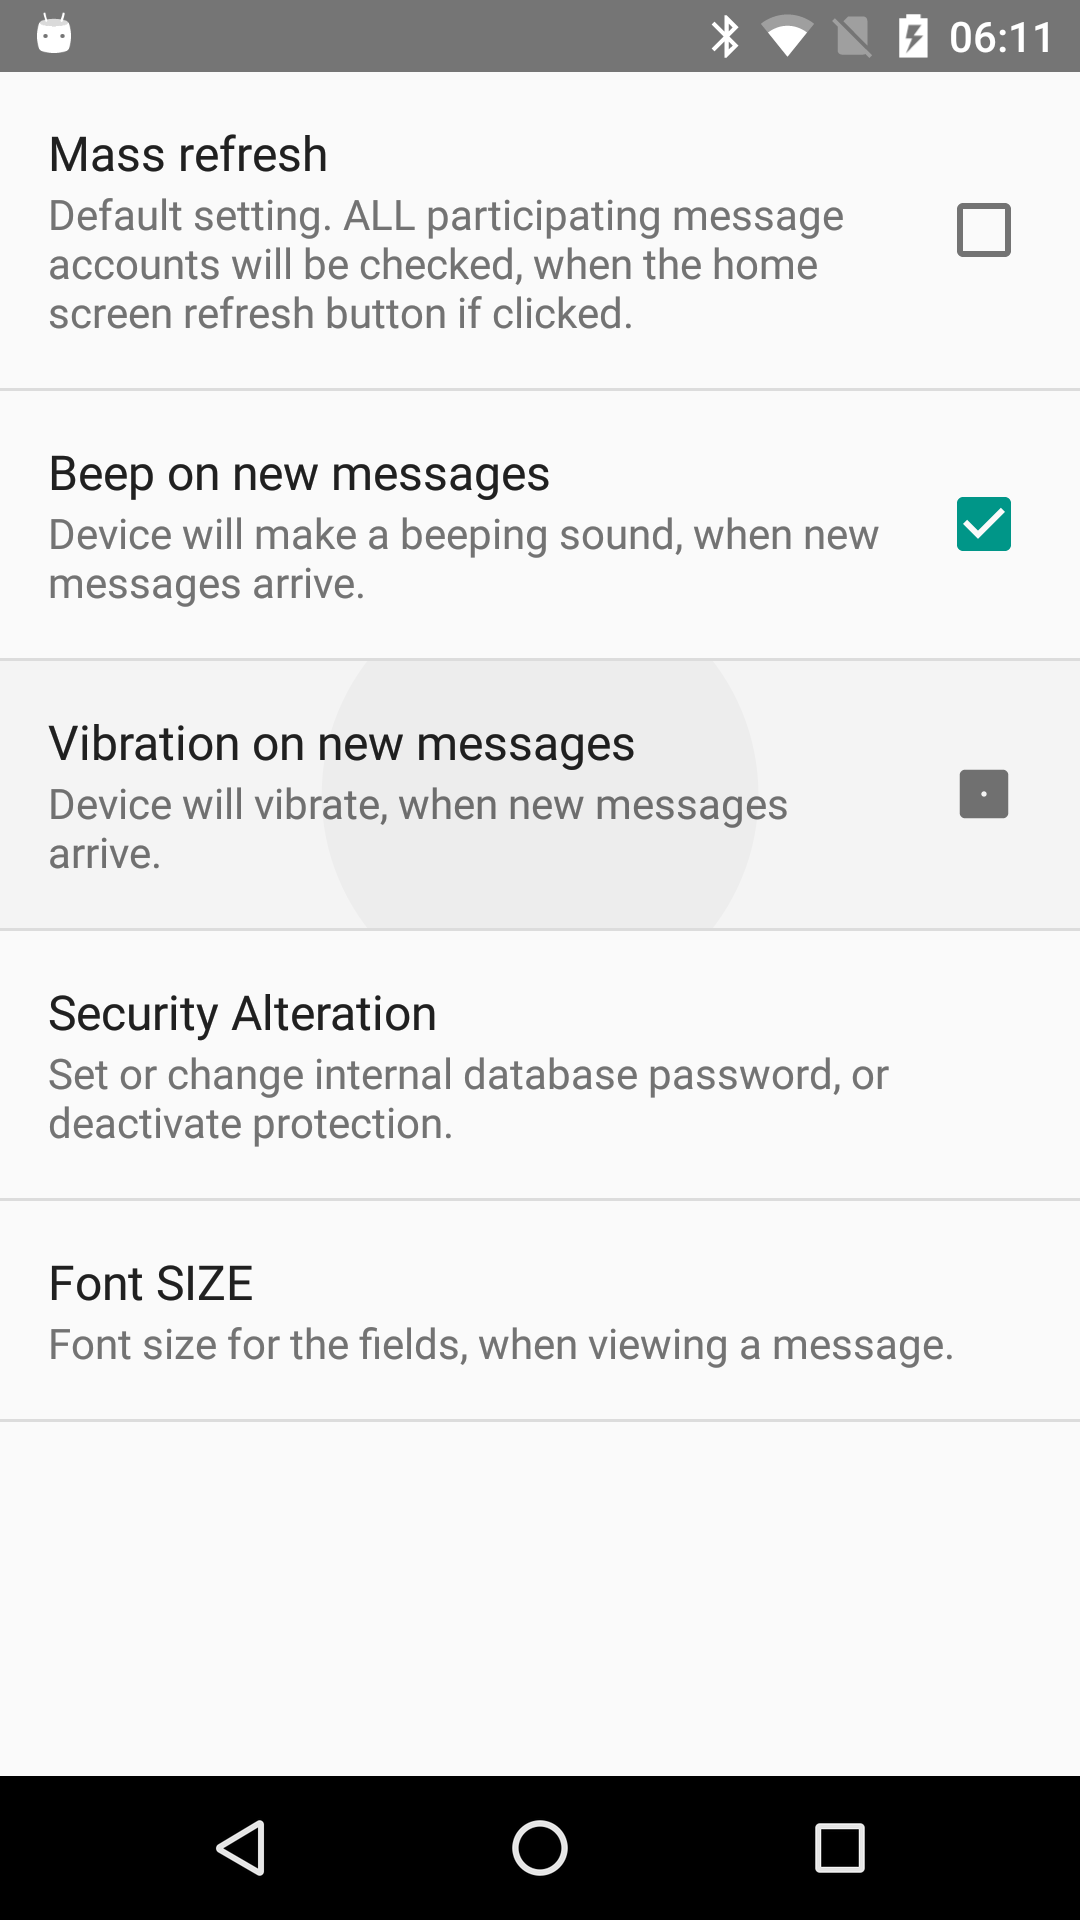 06:11
Mass refresh
Default setting. ALL participating message
accounts will be checked, when the home
screen refresh button if clicked.
Beep on new messages
Device will make a beeping sound, when new
messages arrive.
Vibration on new messages
Device will vibrate, when new messages
arrive.
Security Alteration
Set or change internal database password, or
deactivate protection.
Font SIZE
Font size for the fields, when viewing a message.